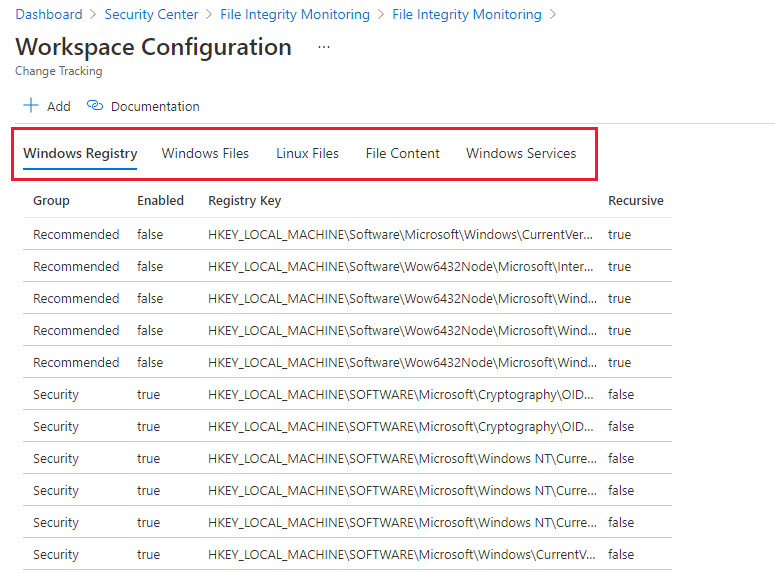 Dashboard > Security Center > File Integrity Monitoring > File Integrity Monitoring >
Workspace Configuration ...
Change Tracking
+ Add Documentation
Windows Registry Windows Files Linux Files File Content Windows Services
Group Enabled Registry Key Recursive
Recommended false HKEY_LOCAL_MACHINE\Software\Microsoft\Windows\CurrentVer... true
Recommended false HKEY_LOCAL_MACHINE\Software\Wow6432Node\Microsoft\Inter... true
Recommended false HKEY_LOCAL_MACHINE\Software\Wow6432Node\Microsoft\Wind... true
Recommended false HKEY_LOCAL_MACHINE\Software\Wow6432Node\Microsoft\Wind... true
Recommended false HKEY_LOCAL_MACHINE\Software\Wow6432Node\Microsoft\Wind... true
Security true HKEY_LOCAL_MACHINE\SOFTWARE\Microsoft\Cryptography\OID... false
Security true HKEY_LOCAL_MACHINE\SOFTWARE\Microsoft\Cryptography\OID... false
Security true HKEY_LOCAL_MACHINE\SOFTWARE\Microsoft\Windows NT\Curre... false
Security true HKEY_LOCAL_MACHINE\SOFTWARE\Microsoft\Windows NT\Curre... false
Security true HKEY_LOCAL_MACHINE\SOFTWARE\Microsoft\Windows NT\Curre... false
Security true HKEY_LOCAL_MACHINE\SOFTWARE\Microsoft\Windows\CurrentV... false